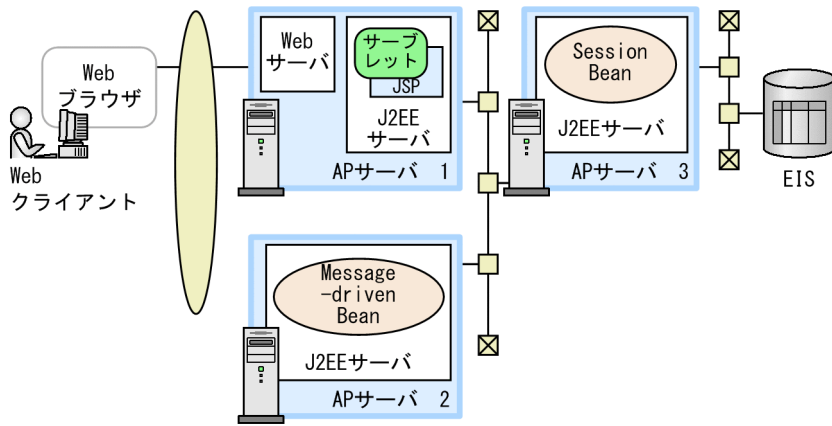 Web
ブラウザ
Web
クライアント
Web
サーバ
サーブ
レット
JSP
J2EE
サーバ
APサーバ 1
Session
Bean
J2EEサーバ
APサーバ 3
EIS
Message
-driven
Bean
J2EEサーバ
APサーバ 2